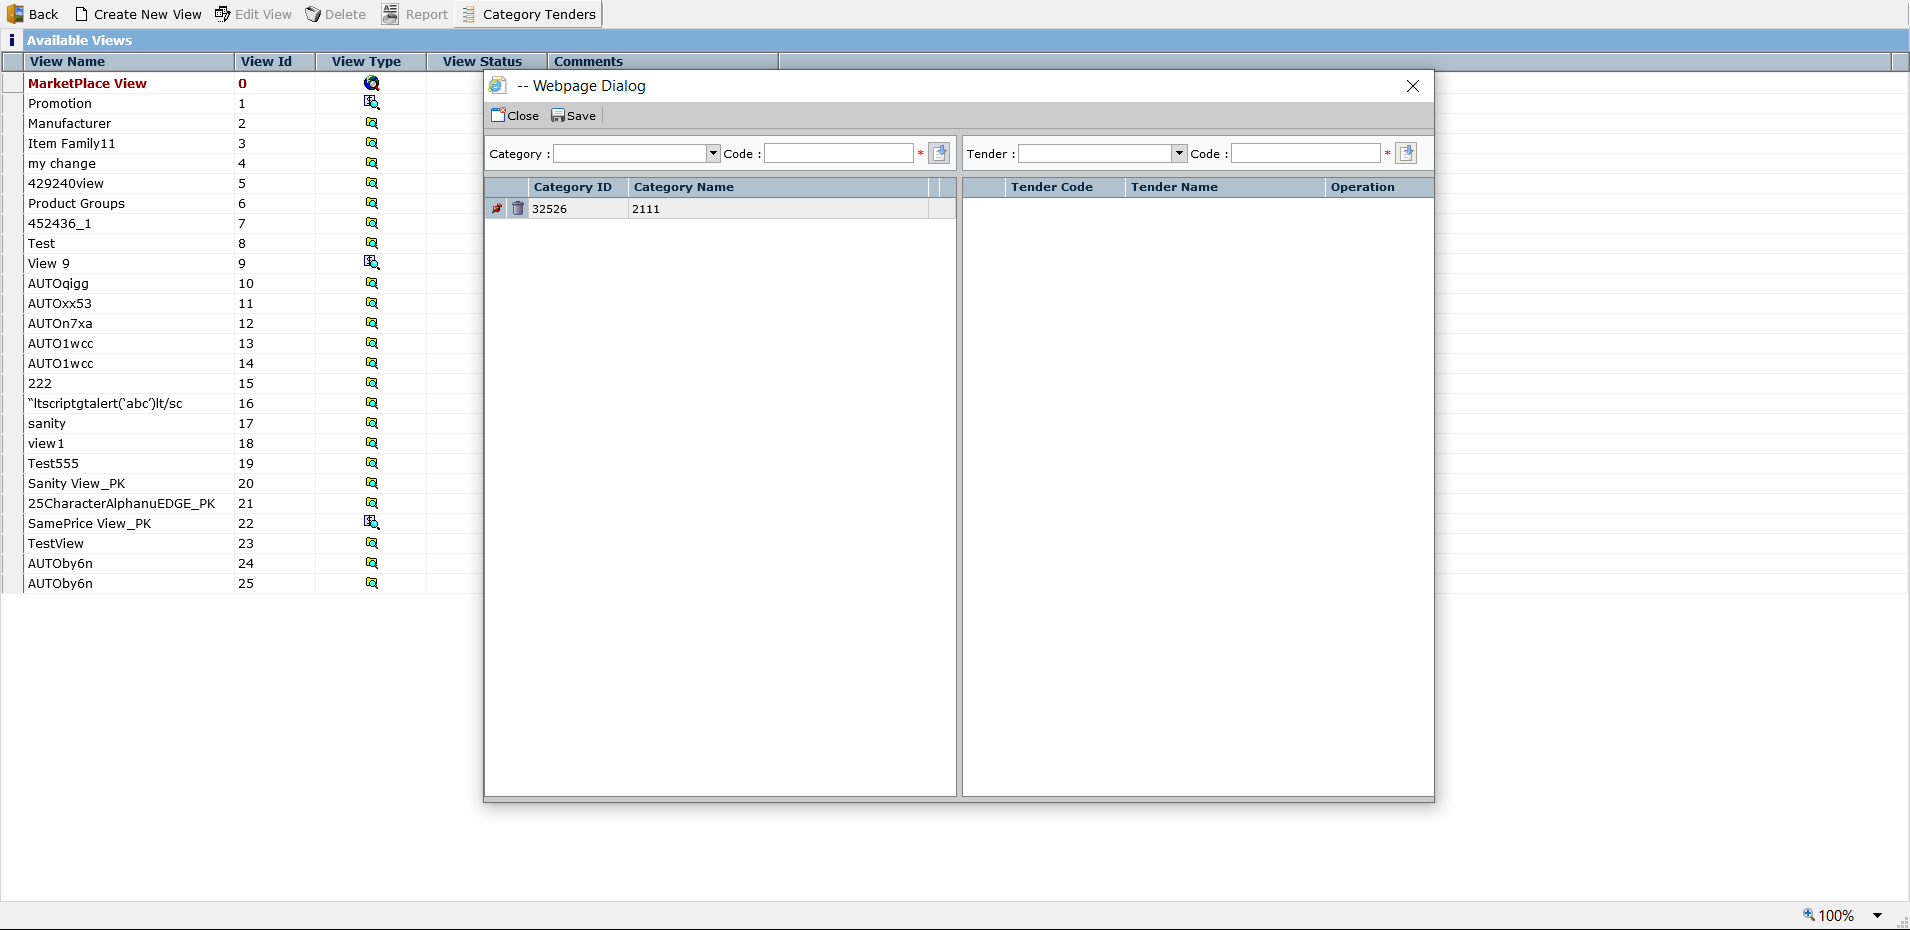 Back Create New View Edit View Delete Report Category Tenders
i Available Views
View Name View Id View Type View Status Comments
MarketPlace View 0
Promotion 1
Manufacturer 2
Item Family11 3
my change 4
429240view 5
Product Groups 6
452436_1 7
Test 8
View 9 9
AUTOqigg 10
AUTOxx53 11
AUTOn7xa 12
AUTO1wcc 13
AUTO1wcc 14
222 15
“ltscriptgtalert(‘abc’)lt/sc 16
sanity 17
view1 18
Test555 19
Sanity View_PK 20
25CharacterAlphanuEDGE_PK 21
SamePrice View_PK 22
TestView 23
AUTOby6n 24
AUTOby6n 25
-- Webpage Dialog
Close Save
Category : Code : *
Category ID Category Name
32526 2111
Tender : Code : *
Tender Code Tender Name Operation
100%